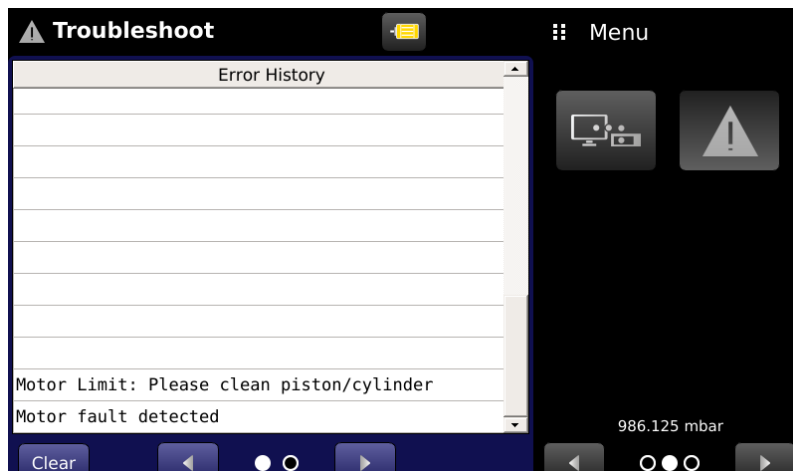 Troubleshoot
Menu
Error History
Motor Limit: Please clean piston/cylinder
Motor fault detected
986.125 mbar
Clear